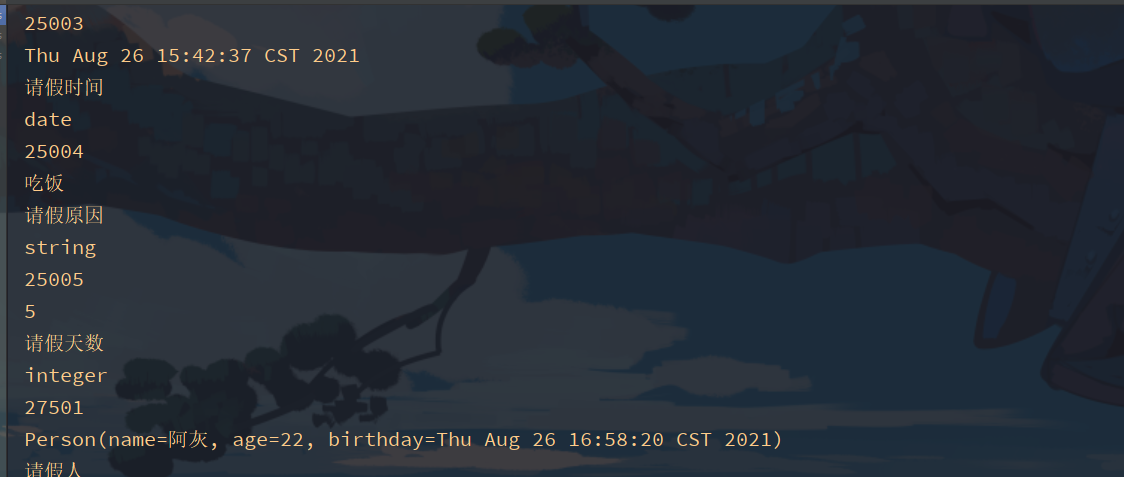 25003
Thu Aug 26 15:42:37 CST 2021
请假时间
date
25004
吃饭
请假原因
string
25005
5
请假天数
integer
27501
Person(name=阿灰, age=22, birthday=Thu Aug 26 16:58:20 CST 2021)
请假人